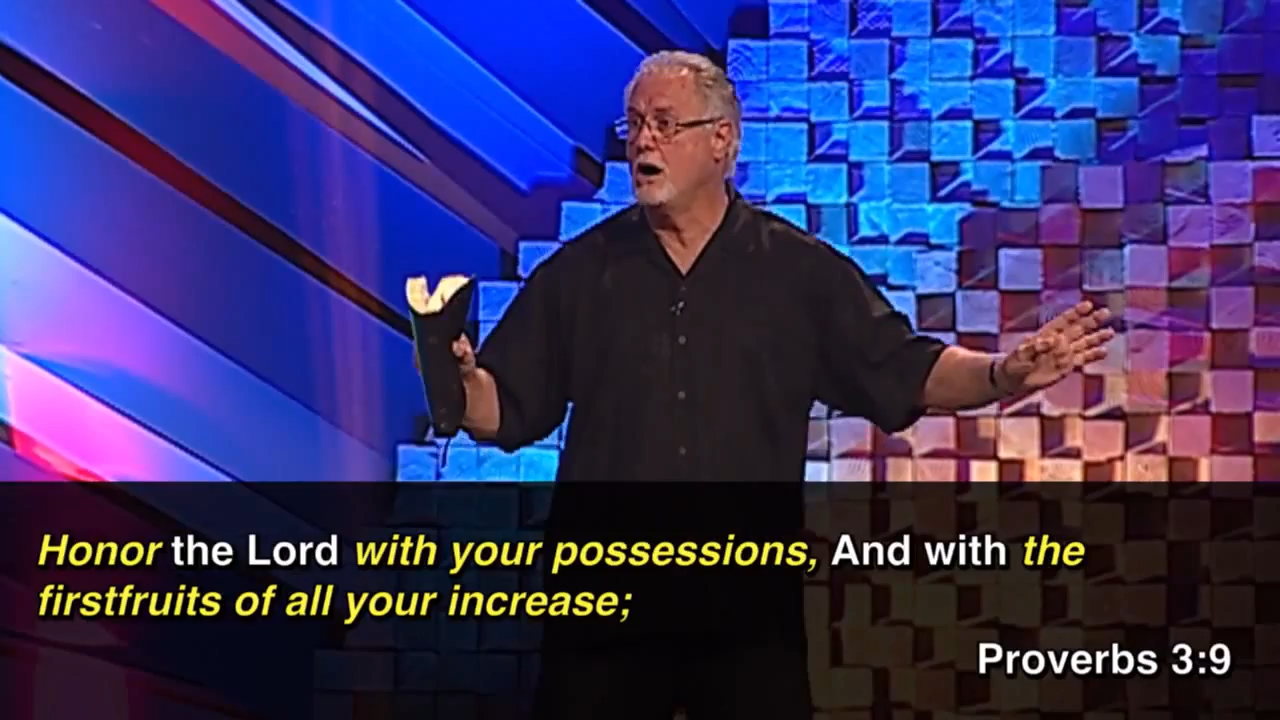 Honor the Lord with your possessions, And with the
firstfruits of all your increase;
Proverbs 3:9